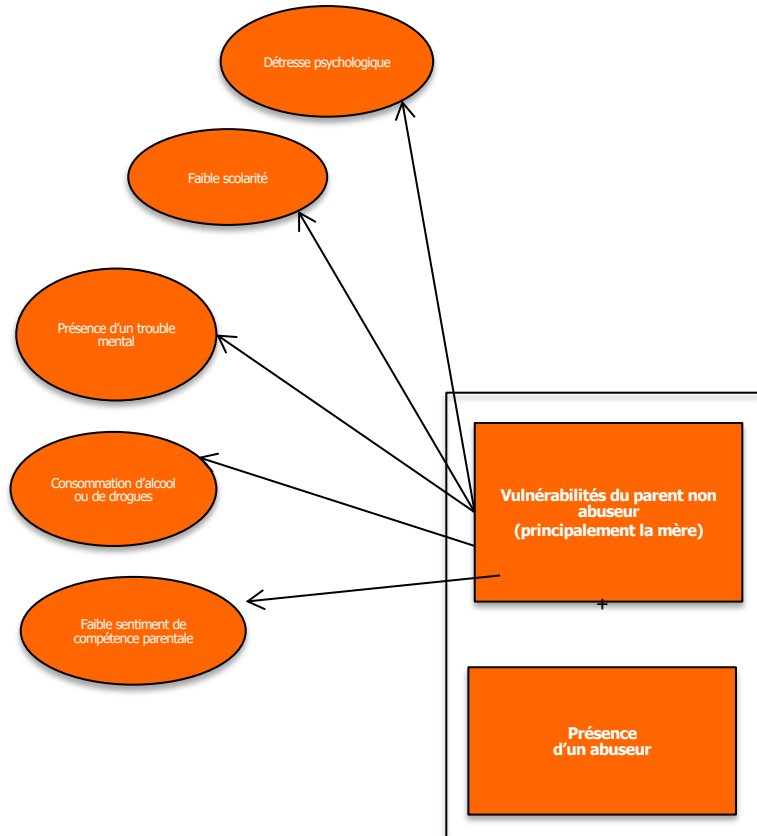 Détresse psychologique
Faible scolarité
Présence d'un trouble
mental
Consommation d'alcool
ou de drogues
Faible sentiment de
compétence parentale
Vulnérabilités du parent non
abuseur
(principalement la mère)
+
Présence
d'un abuseur